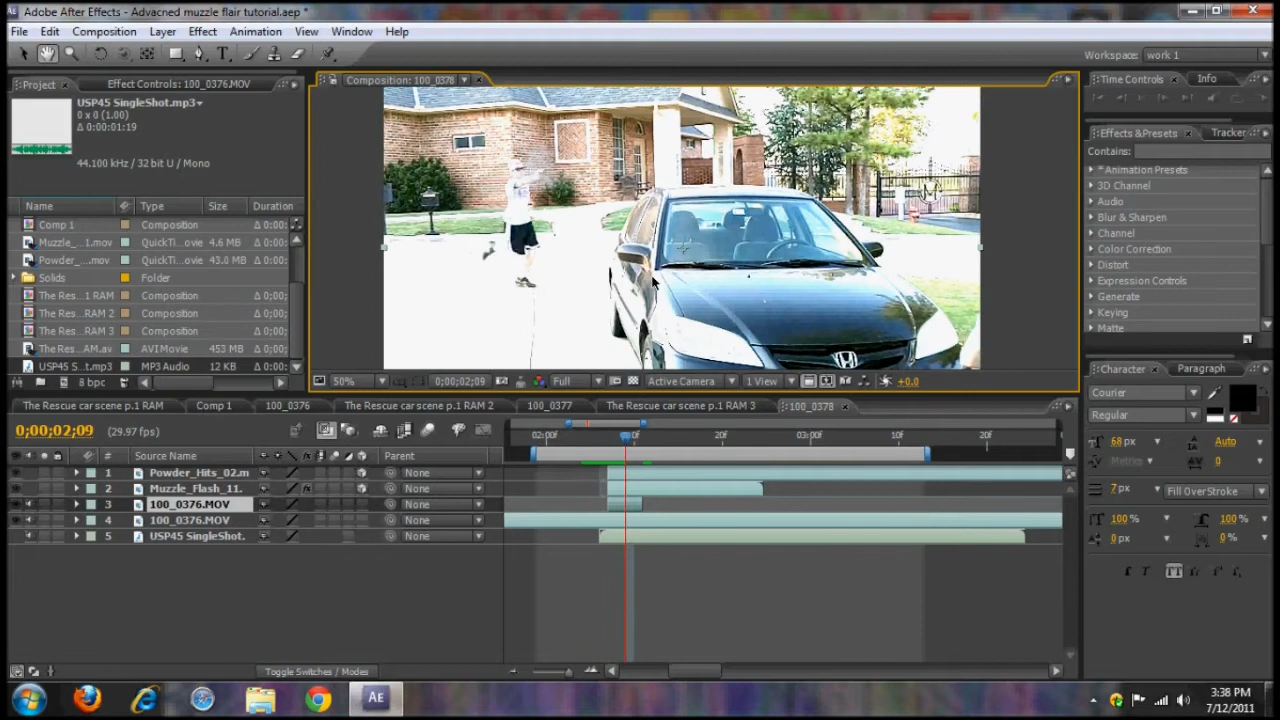 Adobe After Effects - Advacned muzzle flair tutorial.aep *
File Edit Composition Layer Effect Animation View Window Help
Workspace: work 1
Project Effect Controls: 100_0376.MOV
Composition: 100_0378
Time Controls Info
USP45 SingleShot.mp3
0 x 0 (1.00)
Δ 0:00:01:19
44.100 kHz / 32 bit U / Mono
Effects & Presets Tracker
Contains:
* Animation Presets
3D Channel
Audio
Blur & Sharpen
Channel
Color Correction
Distort
Expression Controls
Generate
Keying
Matte
Name Type Size Duration
Comp 1 Composition Δ 0:00:
Muzzle_...1.mov QuickTi...ovie 4.6 MB Δ 0:00:
Powder_....mov QuickTi...ovie 43.0 MB Δ 0:00:
Solids Folder
The Res...1 RAM Composition Δ 0;00;
The Res... RAM 2 Composition Δ 0;00;
The Res... RAM 3 Composition Δ 0;00;
The Res...AM.av AVI Movie 453 MB Δ 0;00;
USP45 S...t.mp3 MP3 Audio 12 KB Δ 0:00:
8 bpc
50% 0;00;02;09 Full Active Camera 1 View +0.0
Character Paragraph
Courier
Regular
68 px Auto
Metrics 0
7 px Fill Over Stroke
100 % 100 %
0 px 0 %
The Rescue car scene p.1 RAM Comp 1 100_0376 The Rescue car scene p.1 RAM 2 100_0377 The Rescue car scene p.1 RAM 3 100_0378
0;00;02;09 (29.97 fps)
02:00f 20f 03:00f 10f 20f
# Source Name Parent
1 Powder_Hits_02.m None
2 Muzzle_Flash_11. None
3 100_0376.MOV None
4 100_0376.MOV None
5 USP45 SingleShot. None
Toggle Switches / Modes
AE
3:38 PM
7/12/2011